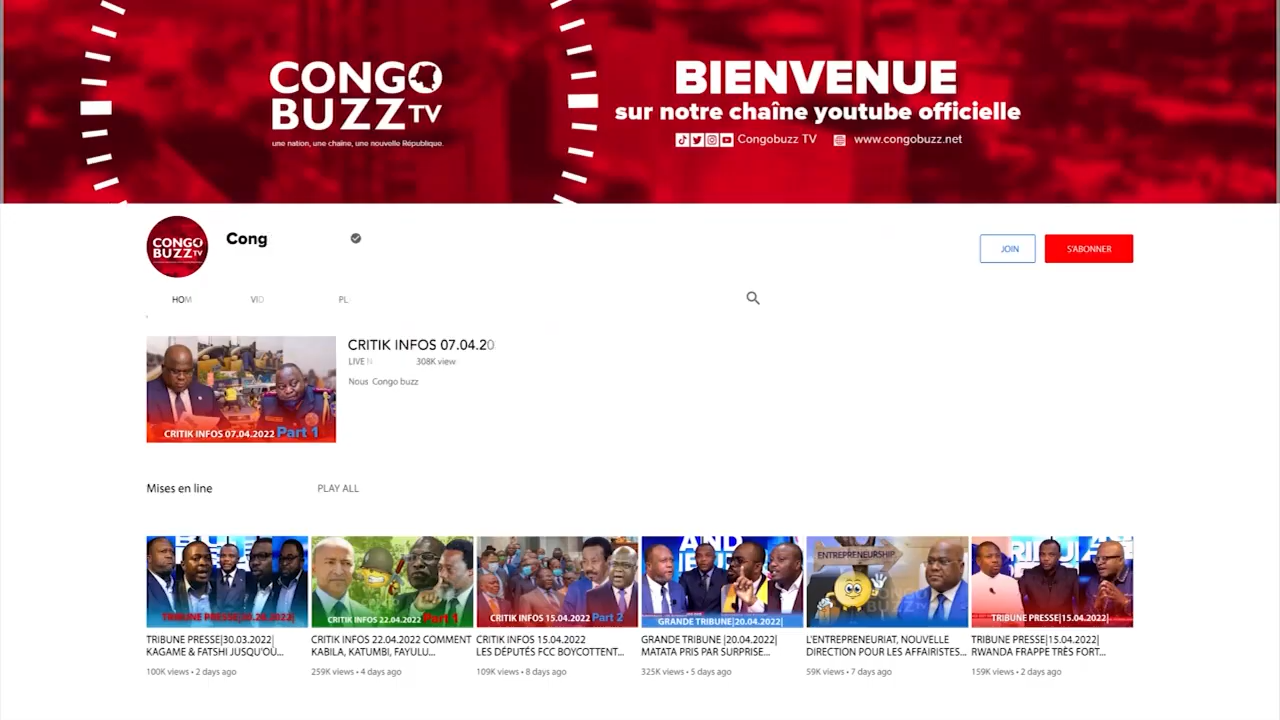 CONGO
BUZZ TV
une nation, une chaîne, une nouvelle République.
BIENVENUE
sur notre chaîne youtube officielle
Congobuzz TV www.congobuzz.net
CONGO
BUZZ TV
Cong
JOIN
S'ABONNER
HOM
VID
PL
CRITIK INFOS 07.04.2022 Part 1
CRITIK INFOS 07.04.20
LIVE N 308K view
Nous Congo buzz
Mises en line
PLAY ALL
TRIBUNE PRESSE|30.03.2022|
KAGAME & FATSHI JUSQU'OÙ...
100K views • 2 days ago
CRITIK INFOS 22.04.2022 Part 1
CRITIK INFOS 22.04.2022 COMMENT
KABILA, KATUMBI, FAYULU...
259K views • 4 days ago
CRITIK INFOS 15.04.2022 Part 2
CRITIK INFOS 15.04.2022
LES DÉPUTÉS FCC BOYCOTTENT...
109K views • 8 days ago
GRANDE TRIBUNE|20.04.2022|
GRANDE TRIBUNE |20.04.2022|
MATATA PRIS PAR SURPRISE...
325K views • 5 days ago
ENTREPRENEURSHIP
L'ENTREPRENEURIAT, NOUVELLE
DIRECTION POUR LES AFFAIRISTES...
59K views • 7 days ago
TRIBUNE PRESSE|15.04.2022|
TRIBUNE PRESSE|15.04.2022|
RWANDA FRAPPE TRÈS FORT...
159K views • 2 days ago